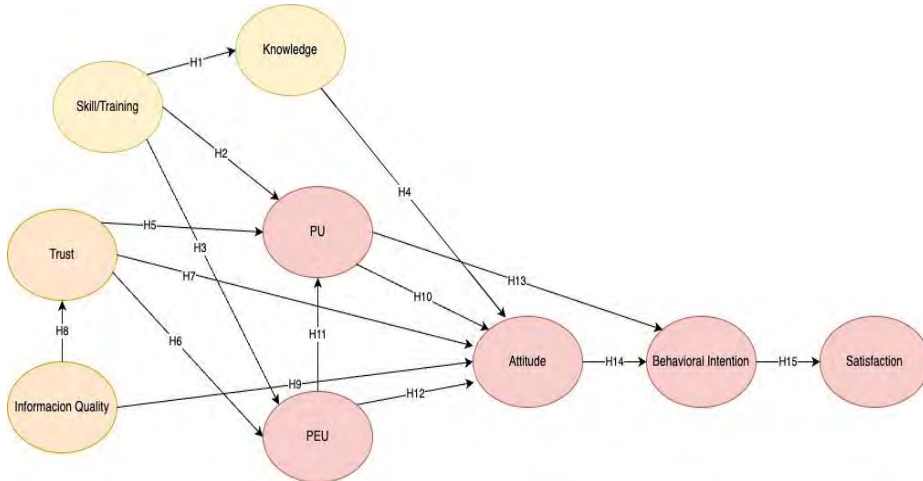 Knowledge
H1
Skill/Training
H2
H4
PU
H5
H3
Trust
H7
H13
H10
H8
H6
H11
Attitude
H14
Behavioral Intention
H15
Satisfaction
H9
H12
Informacion Quality
PEU